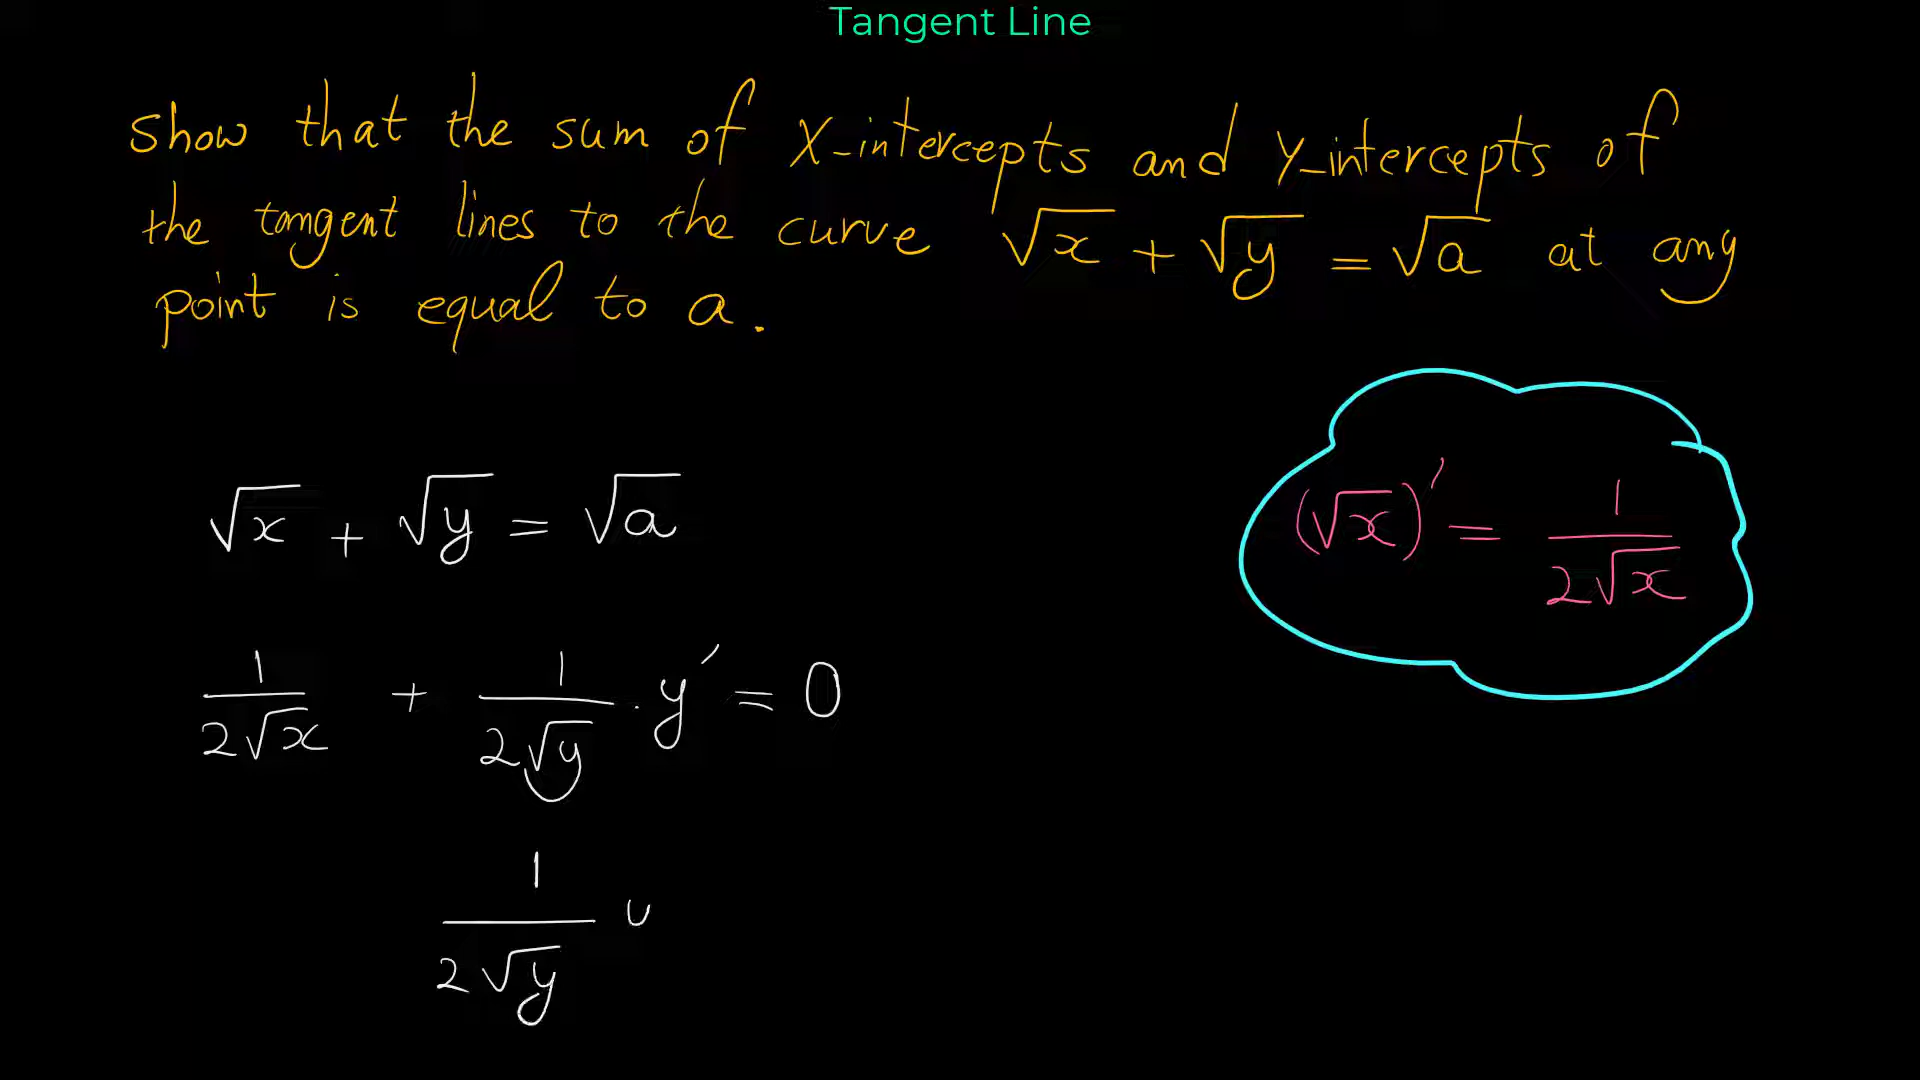 Tangent Line
Show that the sum of X-intercepts and Y-intercepts of
the tangent lines to the curve √x + √y = √a at any
point is equal to a.
√x + √y = √a
(√x)′ = 1/(2√x)
1/(2√x) + 1/(2√y) · y′ = 0
1/(2√y)